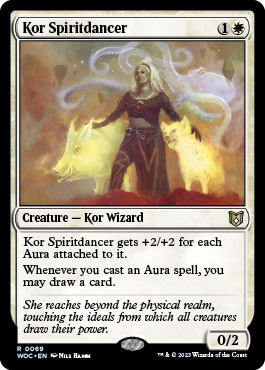 Kor Spiritdancer 1
Creature — Kor Wizard
Kor Spiritdancer gets +2/+2 for each
Aura attached to it.
Whenever you cast an Aura spell, you
may draw a card.
She reaches beyond the physical realm,
touching the ideals from which all creatures
draw their power.
0/2
R 0069
WOC • EN Nils Hamm
™ & © 2023 Wizards of the Coast